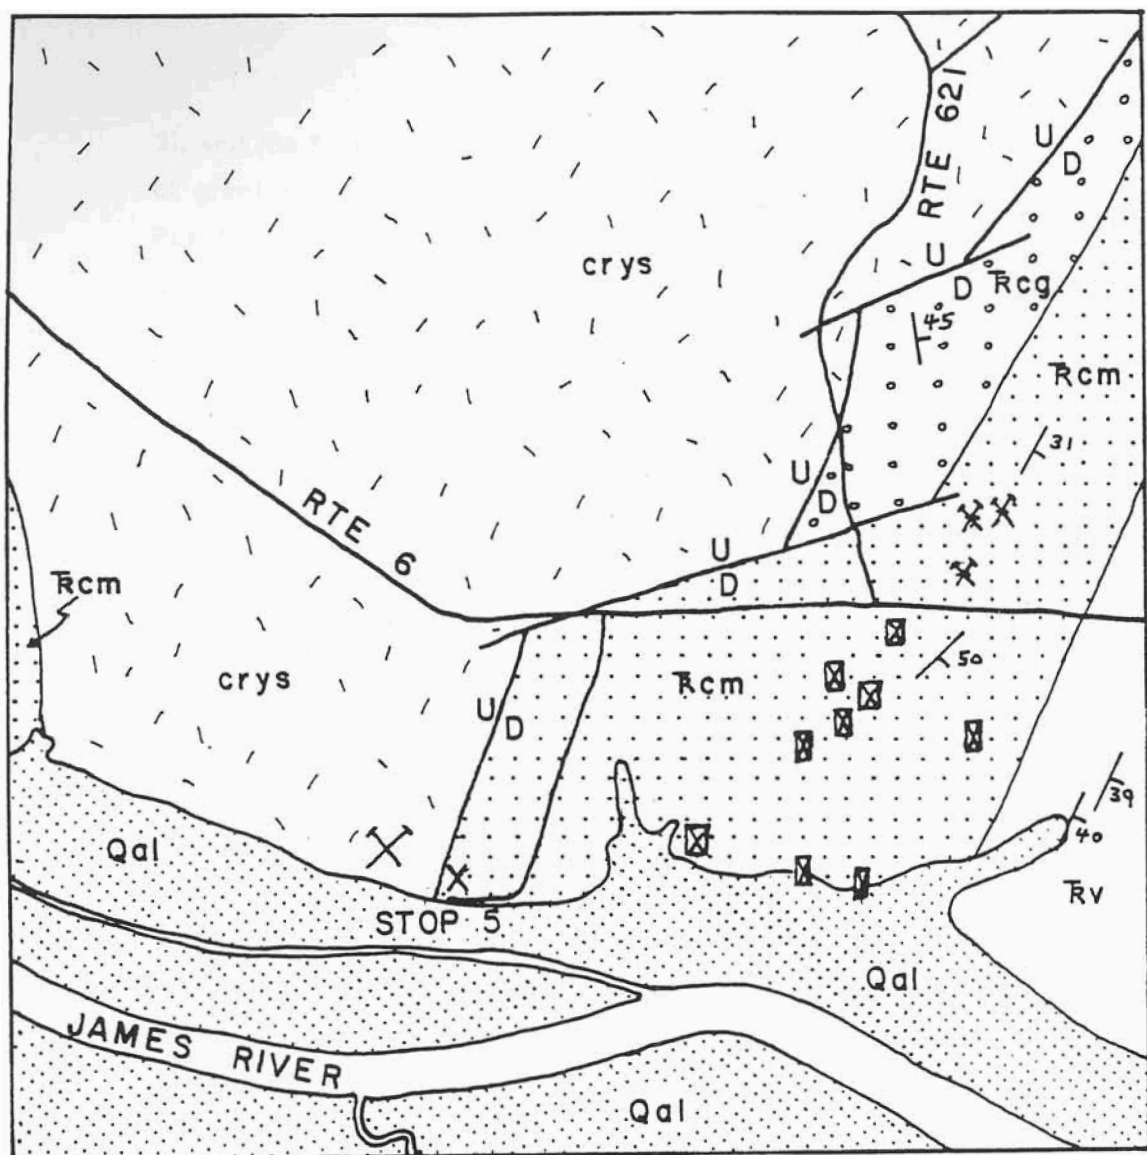 RTE 621
U
D
crys
U
D
T̄Rcg
45
T̄Rcm
31
U
D
RTE 6
U
D
T̄Rcm
crys
T̄Rcm
50
U
D
39
40
Qal
T̄Rv
STOP 5
Qal
JAMES RIVER
Qal